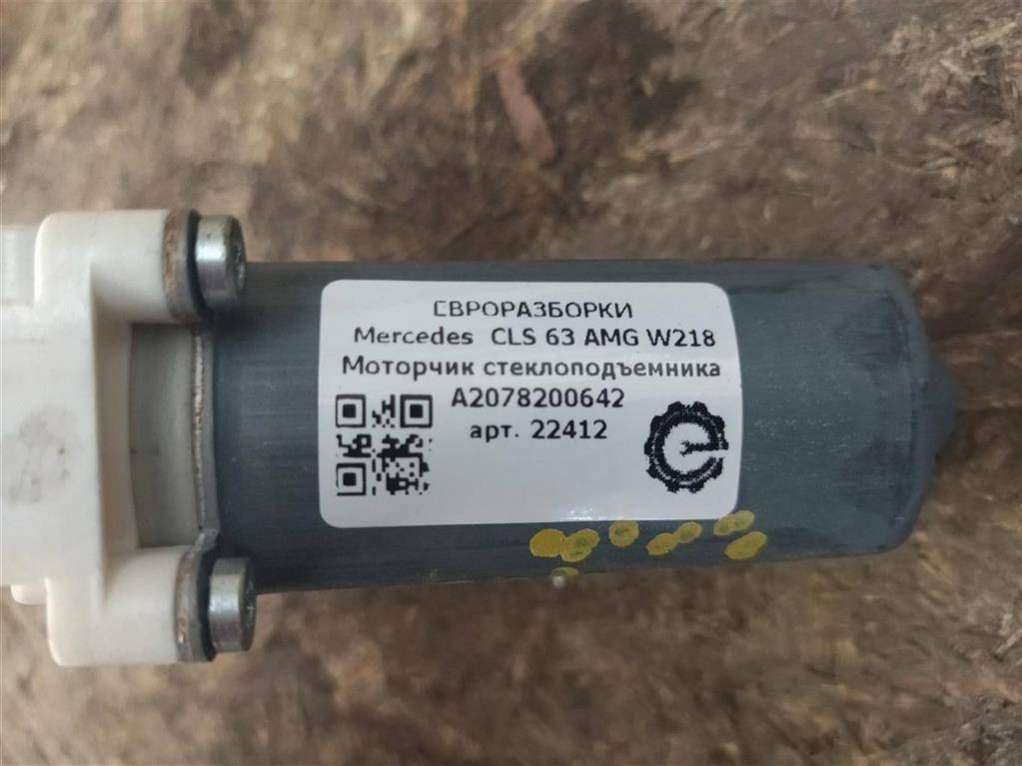 ЕВРОРАЗБОРКИ
Mercedes CLS 63 AMG W218
Моторчик стеклоподъемника
A2078200642
арт. 22412